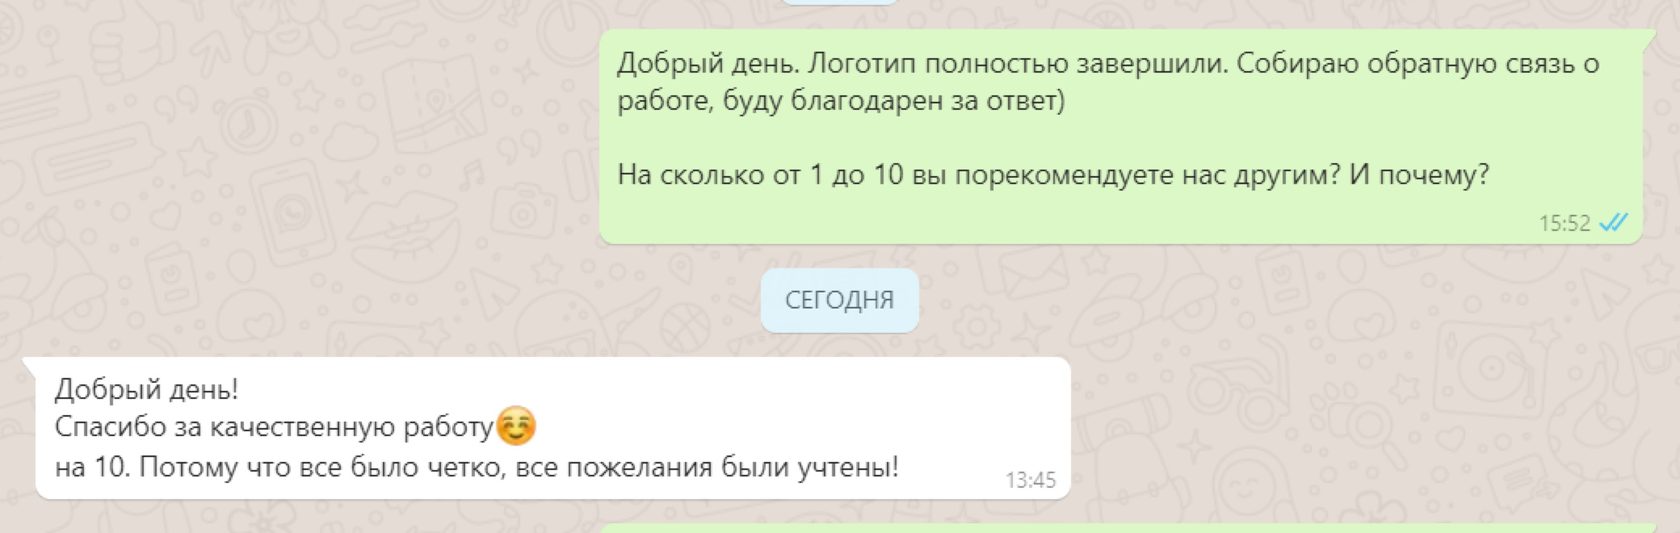 Добрый день. Логотип полностью завершили. Собираю обратную связь о
работе, буду благодарен за ответ)
На сколько от 1 до 10 вы порекомендуете нас другим? И почему?
15:52
СЕГОДНЯ
Добрый день!
Спасибо за качественную работу☺️
на 10. Потому что все было четко, все пожелания были учтены!
13:45